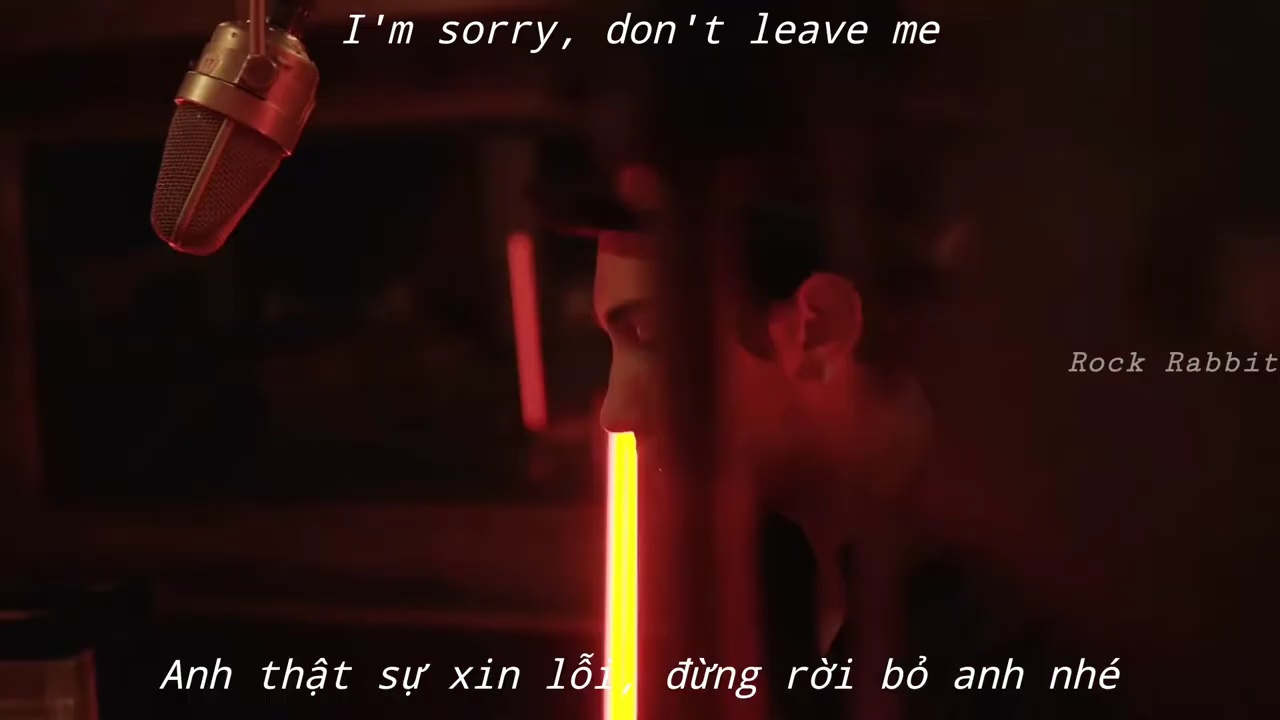 I'm sorry, don't leave me
Rock Rabbit
Anh thật sự xin lỗi, đừng rời bỏ anh nhé